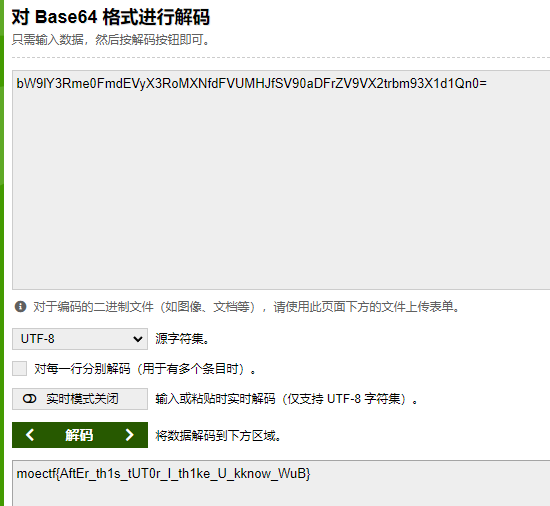 对 Base64 格式进行解码
只需输入数据，然后按解码按钮即可。
bW9lY3Rme0FmdEVyX3RoMXNfdFVUMHJfSV90aDFrZV9VX2trbm93X1d1Qn0=
对于编码的二进制文件（如图像、文档等），请使用此页面下方的文件上传表单。
UTF-8 源字符集。
对每一行分别解码（用于有多个条目时）。
实时模式关闭 输入或粘贴时实时解码（仅支持 UTF-8 字符集）。
解码 将数据解码到下方区域。
moectf{AftEr_th1s_tUT0r_I_th1ke_U_kknow_WuB}